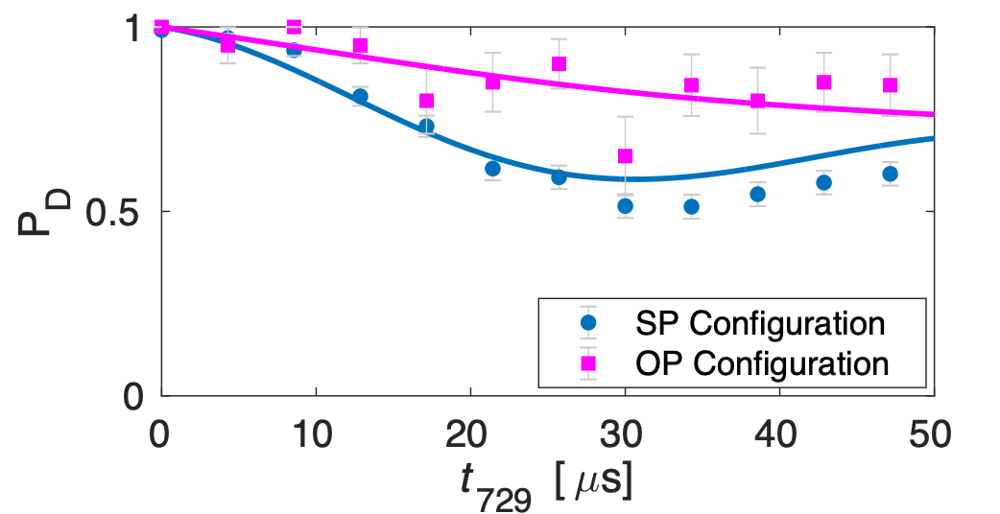 1
0.5
0
P_D
SP Configuration
OP Configuration
0 10 20 30 40 50
t_729 [ μs]